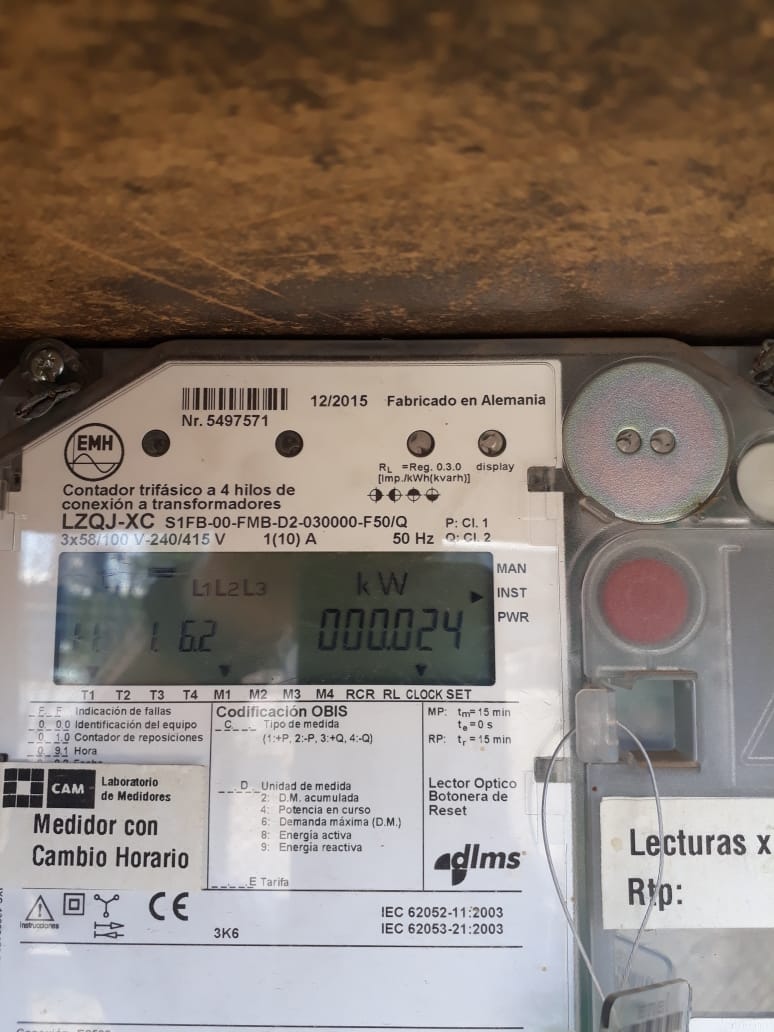 12/2015 Fabricado en Alemania
Nr. 5497571
EMH
RL =Reg. 0.3.0 display
[Imp./kWh(kvarh)]
Contador trifásico a 4 hilos de
conexión a transformadores
LZQJ-XC S1FB-00-FMB-D2-030000-F50/Q P: Cl. 1
3x58/100 V-240/415 V 1(10) A 50 Hz Q: Cl. 2
L1 L2 L3 kW
1.6.2 000.024
MAN
INST
PWR
T1 T2 T3 T4 M1 M2 M3 M4 RCR RL CLOCK SET
F F Indicación de fallas
0 0.0 Identificación del equipo
0 1.0 Contador de reposiciones
0 9.1 Hora
Codificación OBIS
C Tipo de medida
(1:+P, 2:-P, 3:+Q, 4:-Q)
D Unidad de medida
2: D.M. acumulada
4: Potencia en curso
6: Demanda máxima (D.M.)
8: Energía activa
9: Energía reactiva
E Tarifa
MP: tm=15 min
te=0 s
RP: tr=15 min
Lector Optico
Botonera de
Reset
dlms
CAM Laboratorio
de Medidores
Medidor con
Cambio Horario
Lecturas x
Rtp:
Instrucciones
CE
3K6
IEC 62052-11:2003
IEC 62053-21:2003